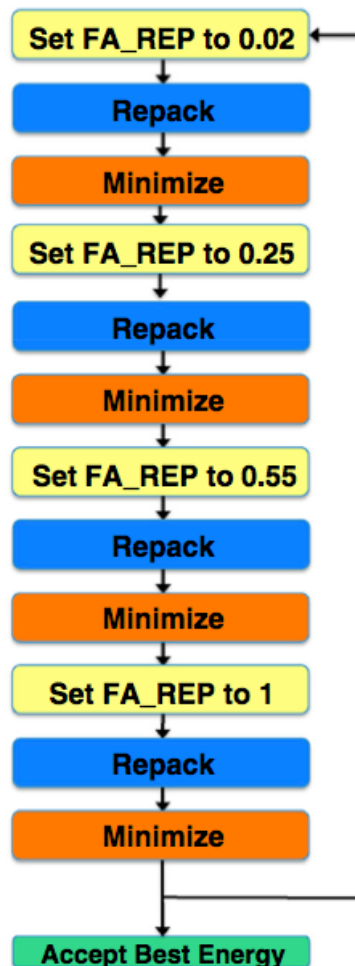 Set FA_REP to 0.02
Repack
Minimize
Set FA_REP to 0.25
Repack
Minimize
Set FA_REP to 0.55
Repack
Minimize
Set FA_REP to 1
Repack
Minimize
Accept Best Energy